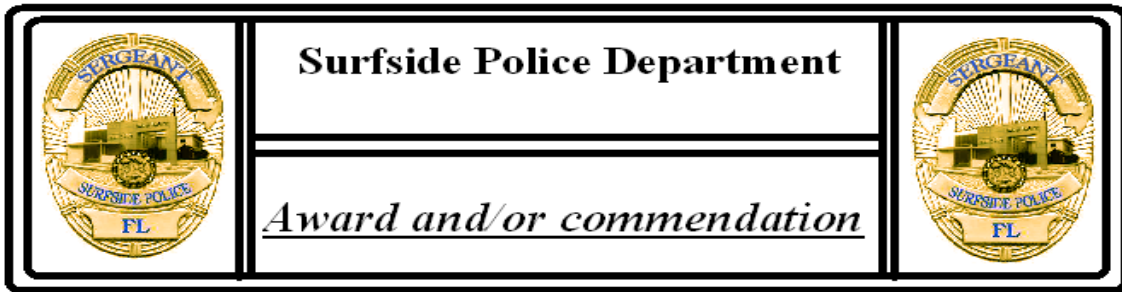 SERGEANT
SURFSIDE POLICE
FL
Surfside Police Department
Award and/or commendation
SERGEANT
SURFSIDE POLICE
FL